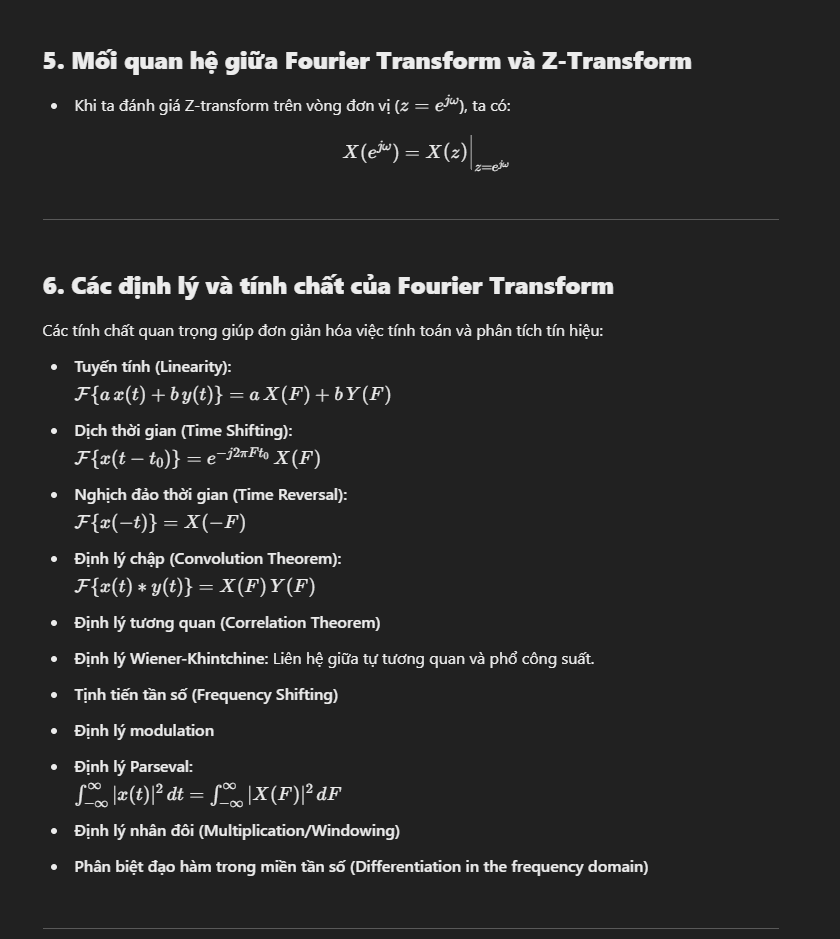 5. Mối quan hệ giữa Fourier Transform và Z-Transform
• Khi ta đánh giá Z-transform trên vòng đơn vị (z = e^{jω}), ta có:
X(e^{jω}) = X(z)|_{z=e^{jω}}
6. Các định lý và tính chất của Fourier Transform
Các tính chất quan trọng giúp đơn giản hóa việc tính toán và phân tích tín hiệu:
• Tuyến tính (Linearity):
ℱ{a x(t) + b y(t)} = a X(F) + b Y(F)
• Dịch thời gian (Time Shifting):
ℱ{x(t − t₀)} = e^{−j2πFt₀} X(F)
• Nghịch đảo thời gian (Time Reversal):
ℱ{x(−t)} = X(−F)
• Định lý chập (Convolution Theorem):
ℱ{x(t) ∗ y(t)} = X(F) Y(F)
• Định lý tương quan (Correlation Theorem)
• Định lý Wiener-Khintchine: Liên hệ giữa tự tương quan và phổ công suất.
• Tịnh tiến tần số (Frequency Shifting)
• Định lý modulation
• Định lý Parseval:
∫_{−∞}^{∞} |x(t)|² dt = ∫_{−∞}^{∞} |X(F)|² dF
• Định lý nhân đôi (Multiplication/Windowing)
• Phân biệt đạo hàm trong miền tần số (Differentiation in the frequency domain)